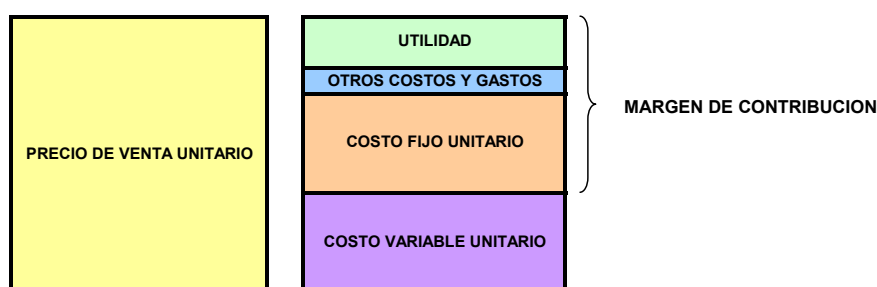 UTILIDAD
OTROS COSTOS Y GASTOS
MARGEN DE CONTRIBUCION
COSTO FIJO UNITARIO
PRECIO DE VENTA UNITARIO
COSTO VARIABLE UNITARIO